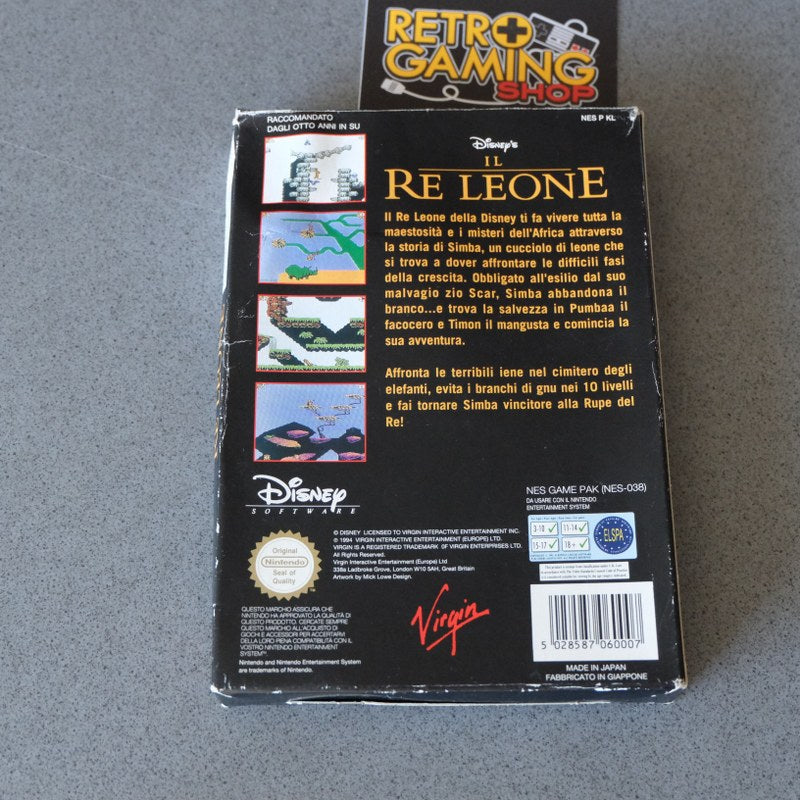 RETRO
GAMING
SHOP
RACCOMANDATO
DAGLI OTTO ANNI IN SU
NES P KL
Disney's
IL
RE LEONE
Il Re Leone della Disney ti fa vivere tutta la
maestosità e i misteri dell'Africa attraverso
la storia di Simba, un cucciolo di leone che
si trova a dover affrontare le difficili fasi
della crescita. Obbligato all'esilio dal suo
malvagio zio Scar, Simba abbandona il
branco...e trova la salvezza in Pumbaa il
facocero e Timon il mangusta e comincia la
sua avventura.
Affronta le terribili iene nel cimitero degli
elefanti, evita i branchi di gnu nei 10 livelli
e fai tornare Simba vincitore alla Rupe del
Re!
Disney
SOFTWARE
NES GAME PAK (NES-038)
DA USARE CON IL NINTENDO
ENTERTAINMENT SYSTEM
3-10 11-14
15-17 18+
ELSPA
© DISNEY LICENSED TO VIRGIN INTERACTIVE ENTERTAINMENT INC.
© 1994 VIRGIN INTERACTIVE ENTERTAINMENT (EUROPE) LTD.
VIRGIN IS A REGISTERED TRADEMARK OF VIRGIN ENTERPRISES LTD.
All Rights Reserved.
Virgin Interactive Entertainment (Europe) Ltd
338a Ladbroke Grove, London W10 5AH, Great Britain
Artwork by Mick Lowe Design.
Original
Nintendo
Seal of
Quality
QUESTO MARCHIO ASSICURA CHE
NINTENDO HA APPROVATO LA QUALITÀ DI
QUESTO PRODOTTO. CERCATE SEMPRE
QUESTO MARCHIO ALL'ACQUISTO DI
GIOCHI E ACCESSORI PER ACCERTARVI
DELLA LORO PIENA COMPATIBILITÀ CON IL
VOSTRO NINTENDO ENTERTAINMENT
SYSTEM™
Nintendo and Nintendo Entertainment System
are trademarks of Nintendo.
Virgin
5 028587 060007
MADE IN JAPAN
FABBRICATO IN GIAPPONE